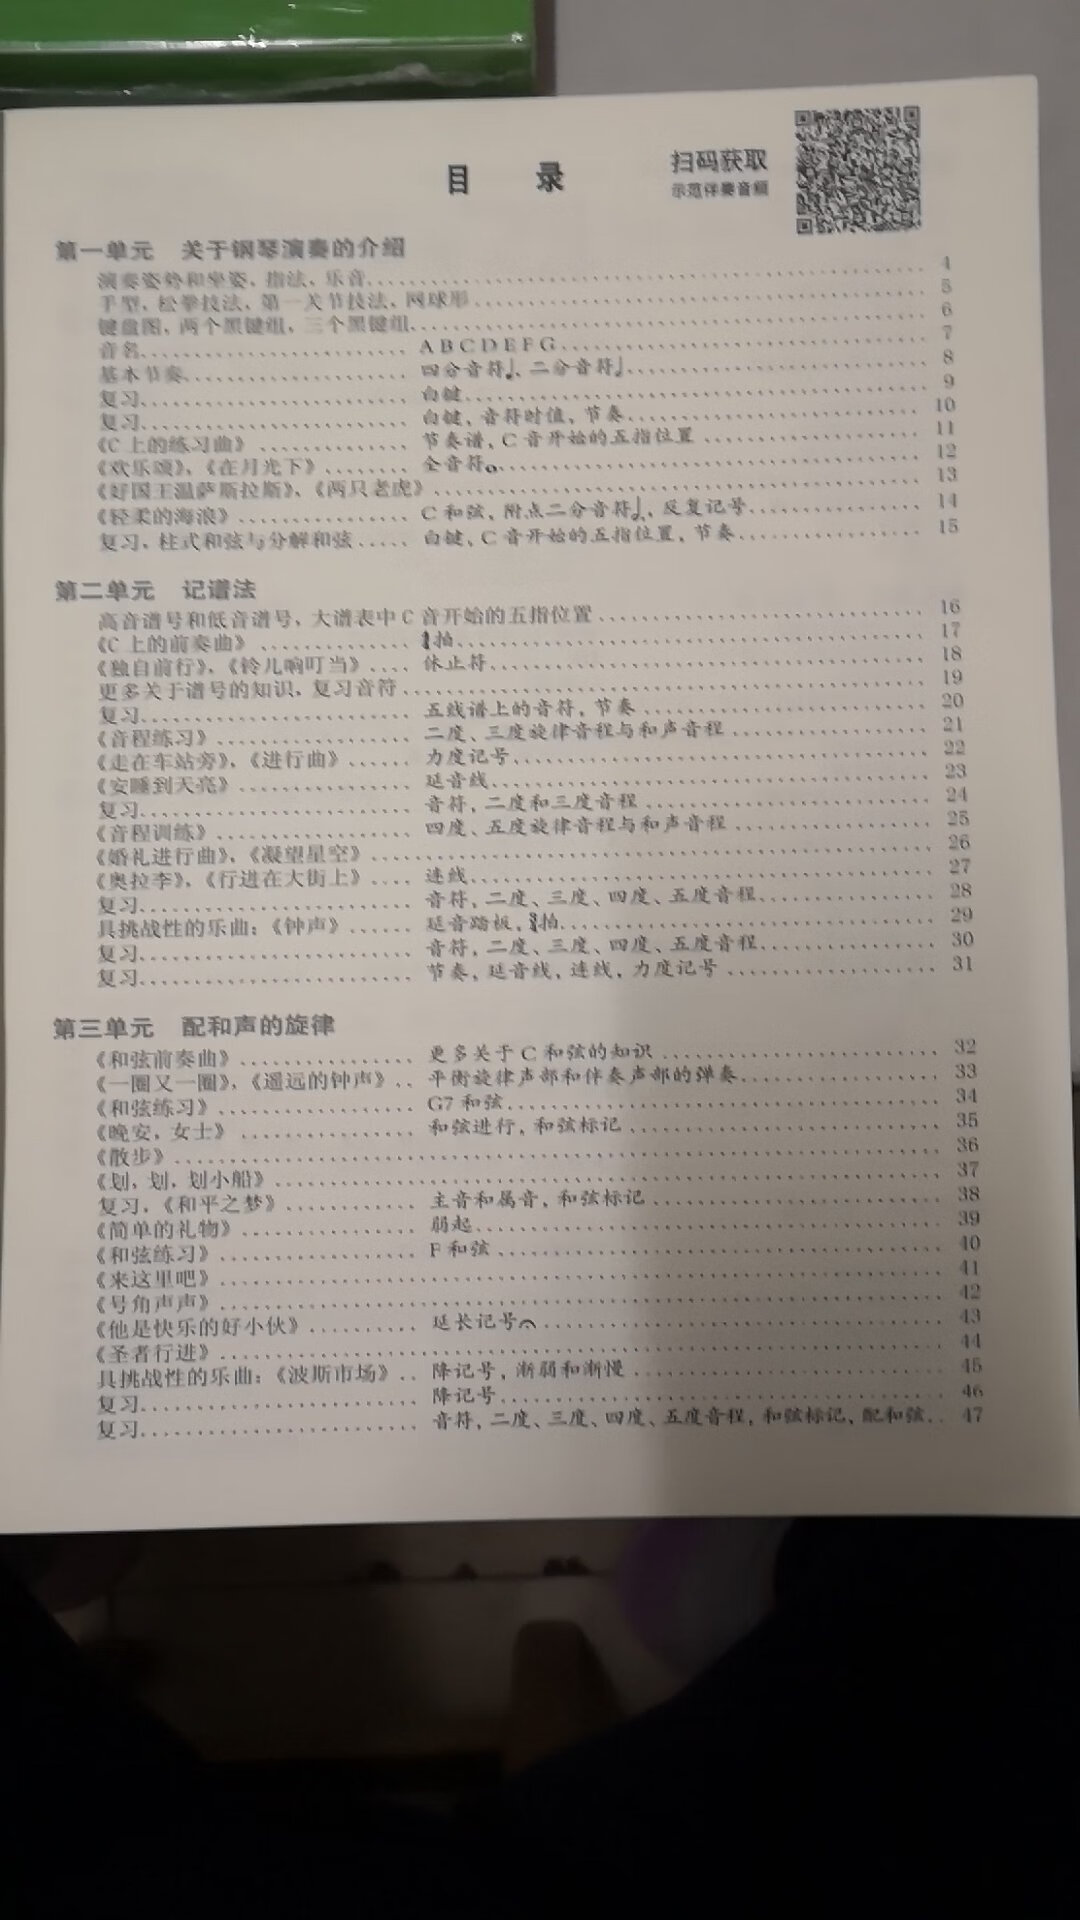 目 录
扫码获取
示范伴奏音频
第一单元 关于钢琴演奏的介绍
演奏姿势和坐姿，指法，乐音 4
手型，松拳技法，第一关节技法，网球形 5
键盘图，两个黑键组，三个黑键组 6
音名 A B C D E F G 7
基本节奏 四分音符♩、二分音符 8
复习 白键 9
复习 白键，音符时值，节奏 10
《C 上的练习曲》 节奏谱，C 音开始的五指位置 11
《欢乐颂》，《在月光下》 全音符 12
《好国王温萨斯拉斯》，《两只老虎》 13
《轻柔的海浪》 C 和弦，附点二分音符，反复记号 14
复习，柱式和弦与分解和弦 白键，C 音开始的五指位置，节奏 15
第二单元 记谱法
高音谱号和低音谱号，大谱表中 C 音开始的五指位置 16
《C 上的前奏曲》 拍 17
《独自前行》，《铃儿响叮当》 休止符 18
更多关于谱号的知识，复习音符 19
复习 五线谱上的音符，节奏 20
《音程练习》 二度、三度旋律音程与和声音程 21
《走在车站旁》，《进行曲》 力度记号 22
《安睡到天亮》 延音线 23
复习 音符，二度和三度音程 24
《音程训练》 四度、五度旋律音程与和声音程 25
《婚礼进行曲》，《凝望星空》 26
《奥拉李》，《行进在大街上》 连线 27
复习 音符，二度、三度、四度、五度音程 28
具挑战性的乐曲：《钟声》 延音踏板，拍 29
复习 音符，二度、三度、四度、五度音程 30
复习 节奏，延音线，连线，力度记号 31
第三单元 配和声的旋律
《和弦前奏曲》 更多关于 C 和弦的知识 32
《一圈又一圈》，《遥远的钟声》 平衡旋律声部和伴奏声部的弹奏 33
《和弦练习》 G7 和弦 34
《晚安，女士》 和弦进行，和弦标记 35
《散步》 36
《划，划，划小船》 37
复习，《和平之梦》 主音和属音，和弦标记 38
《简单的礼物》 弱起 39
《和弦练习》 F 和弦 40
《来这里吧》 41
《号角声声》 42
《他是快乐的好小伙》 延长记号 43
《圣者行进》 44
具挑战性的乐曲：《波斯市场》 降记号，渐弱和渐慢 45
复习 降记号 46
复习 音符，二度、三度、四度、五度音程，和弦标记，配和弦 47